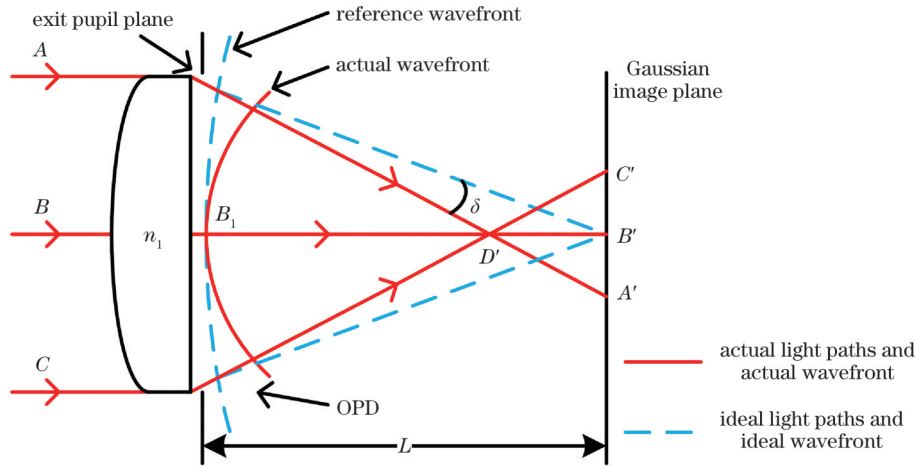 exit pupil plane
reference wavefront
actual wavefront
Gaussian
image plane
A
B
C
n1
B1
δ
C′
B′
D′
A′
OPD
L
actual light paths and
actual wavefront
ideal light paths and
ideal wavefront